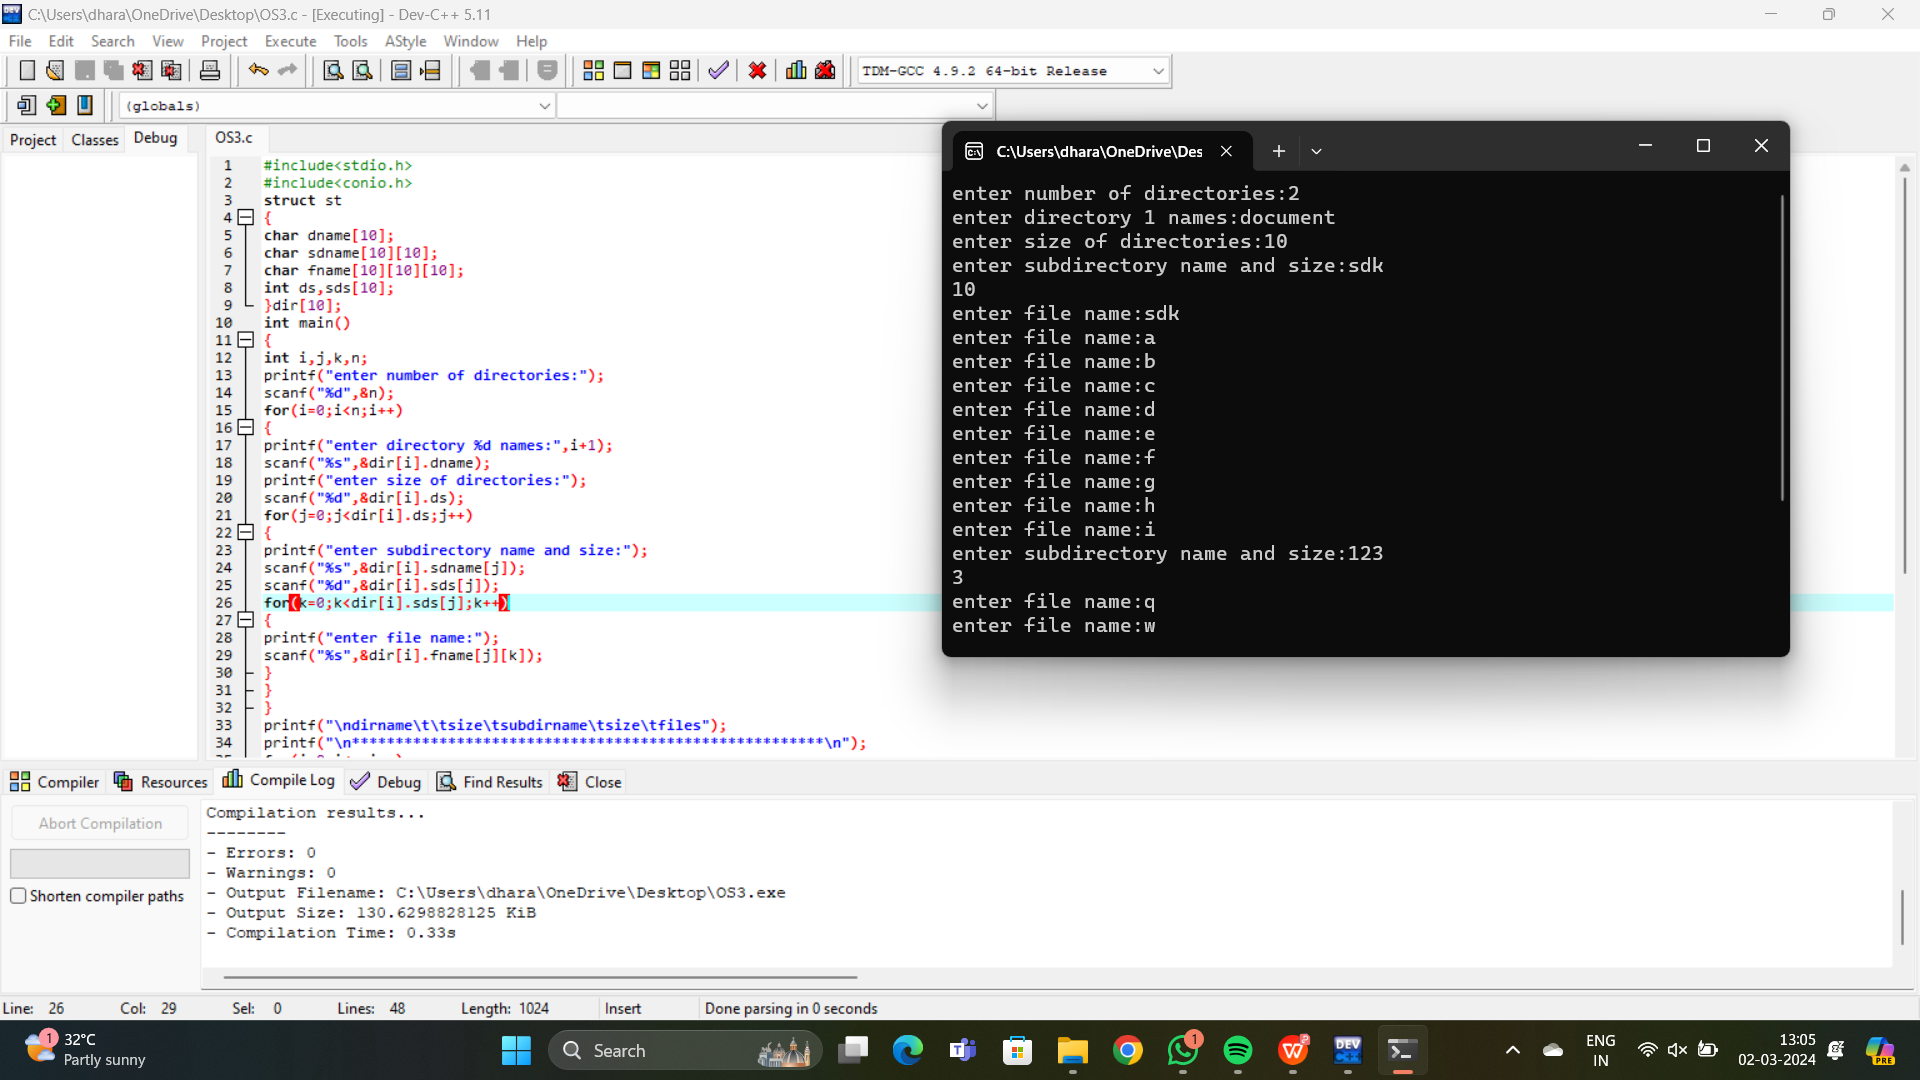 C:\Users\dhara\OneDrive\Desktop\OS3.c - [Executing] - Dev-C++ 5.11
File Edit Search View Project Execute Tools AStyle Window Help
TDM-GCC 4.9.2 64-bit Release
(globals)
Project Classes Debug
OS3.c
1 #include<stdio.h>
2 #include<conio.h>
3 struct st
4 {
5 char dname[10];
6 char sdname[10][10];
7 char fname[10][10][10];
8 int ds,sds[10];
9 }dir[10];
10 int main()
11 {
12 int i,j,k,n;
13 printf("enter number of directories:");
14 scanf("%d",&n);
15 for(i=0;i<n;i++)
16 {
17 printf("enter directory %d names:",i+1);
18 scanf("%s",&dir[i].dname);
19 printf("enter size of directories:");
20 scanf("%d",&dir[i].ds);
21 for(j=0;j<dir[i].ds;j++)
22 {
23 printf("enter subdirectory name and size:");
24 scanf("%s",&dir[i].sdname[j]);
25 scanf("%d",&dir[i].sds[j]);
26 for(k=0;k<dir[i].sds[j];k++)
27 {
28 printf("enter file name:");
29 scanf("%s",&dir[i].fname[j][k]);
30 }
31 }
32 }
33 printf("\ndirname\t\tsize\tsubdirname\tsize\tfiles");
34 printf("\n******************************************************\n");
C:\Users\dhara\OneDrive\Des
enter number of directories:2
enter directory 1 names:document
enter size of directories:10
enter subdirectory name and size:sdk
10
enter file name:sdk
enter file name:a
enter file name:b
enter file name:c
enter file name:d
enter file name:e
enter file name:f
enter file name:g
enter file name:h
enter file name:i
enter subdirectory name and size:123
3
enter file name:q
enter file name:w
Compiler Resources Compile Log Debug Find Results Close
Abort Compilation
Shorten compiler paths
Compilation results...
--------
- Errors: 0
- Warnings: 0
- Output Filename: C:\Users\dhara\OneDrive\Desktop\OS3.exe
- Output Size: 130.6298828125 KiB
- Compilation Time: 0.33s
Line: 26 Col: 29 Sel: 0 Lines: 48 Length: 1024 Insert Done parsing in 0 seconds
1
32°C
Partly sunny
Search
1
DEV
C++
ENG
IN
13:05
02-03-2024
PRE